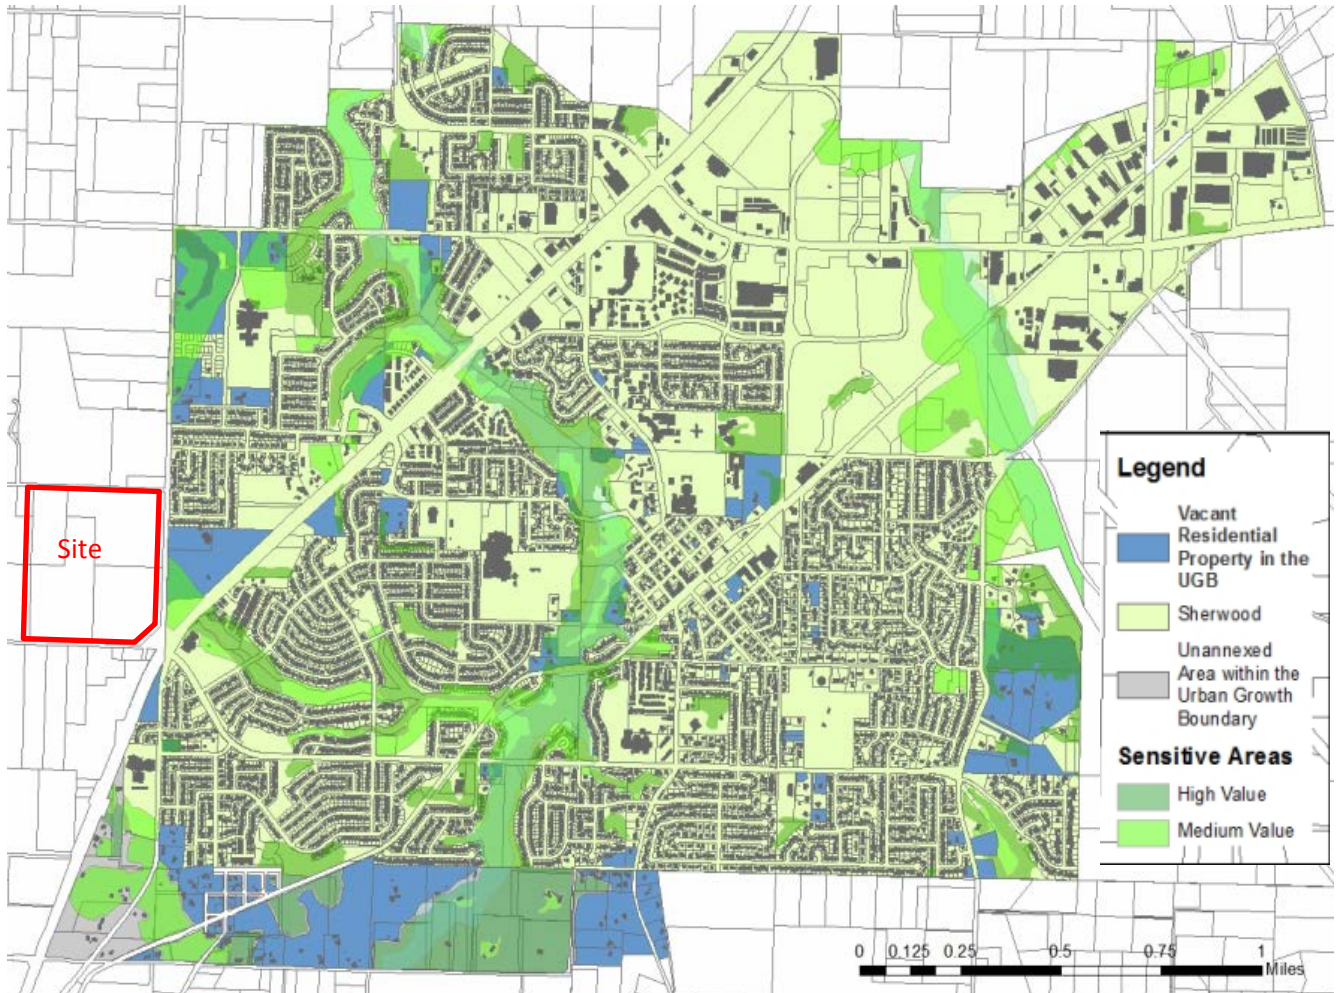 Site
Legend
Vacant
Residential
Property in the
UGB
Sherwood
Unannexed
Area within the
Urban Growth
Boundary
Sensitive Areas
High Value
Medium Value
0 0.125 0.25 0.5 0.75 1
Miles